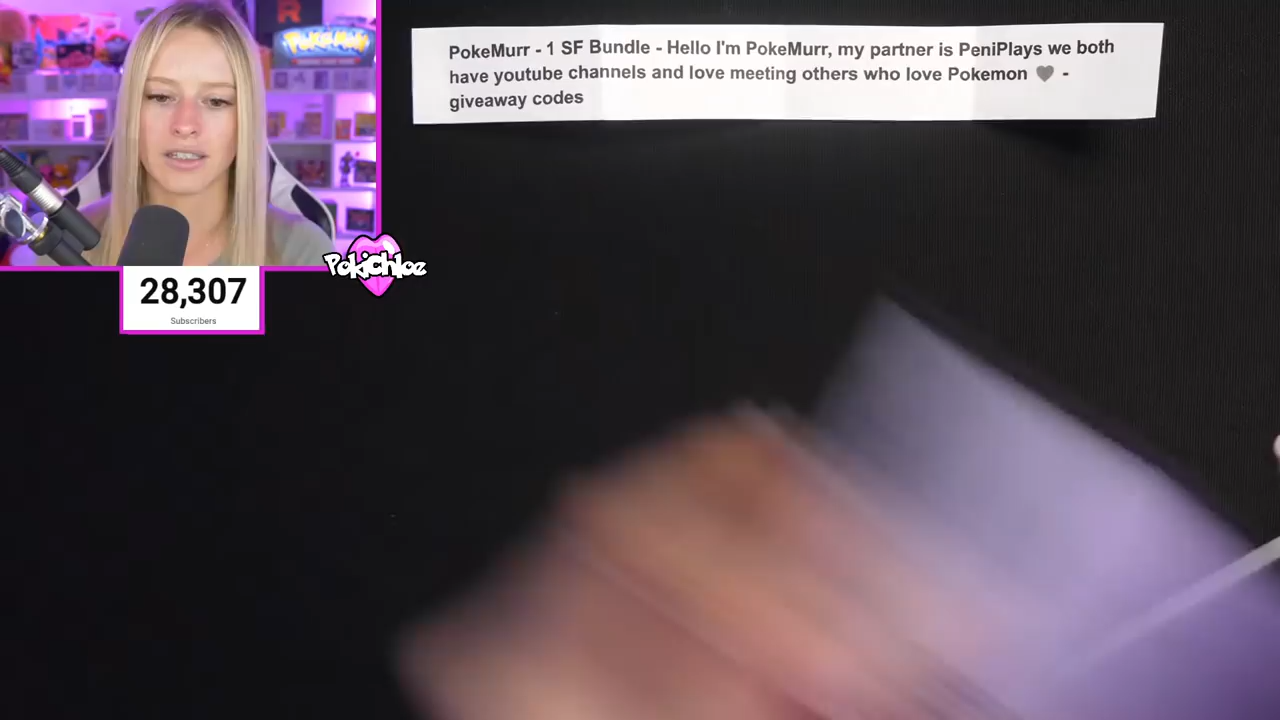 R
Pokémon
PokeMurr - 1 SF Bundle - Hello I'm PokeMurr, my partner is PeniPlays we both
have youtube channels and love meeting others who love Pokemon 🖤 -
giveaway codes
PokiChloe
28,307
Subscribers